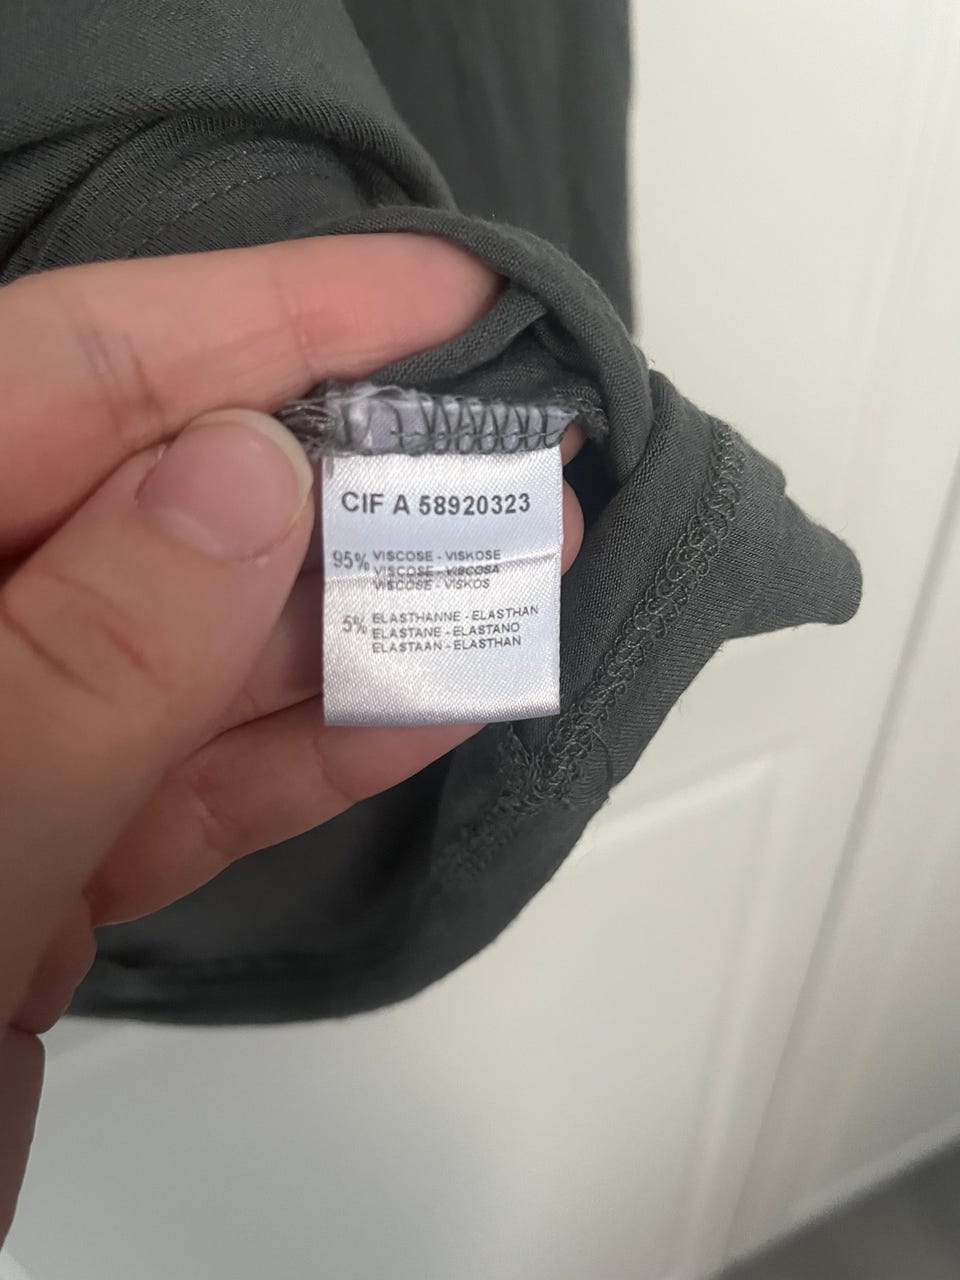 CIF A 58920323
95% VISCOSE - VISKOSE
VISCOSE - VISCOSA
VISCOSE - VISKOS
5% ELASTHANNE - ELASTHAN
ELASTANE - ELASTANO
ELASTAAN - ELASTHAN